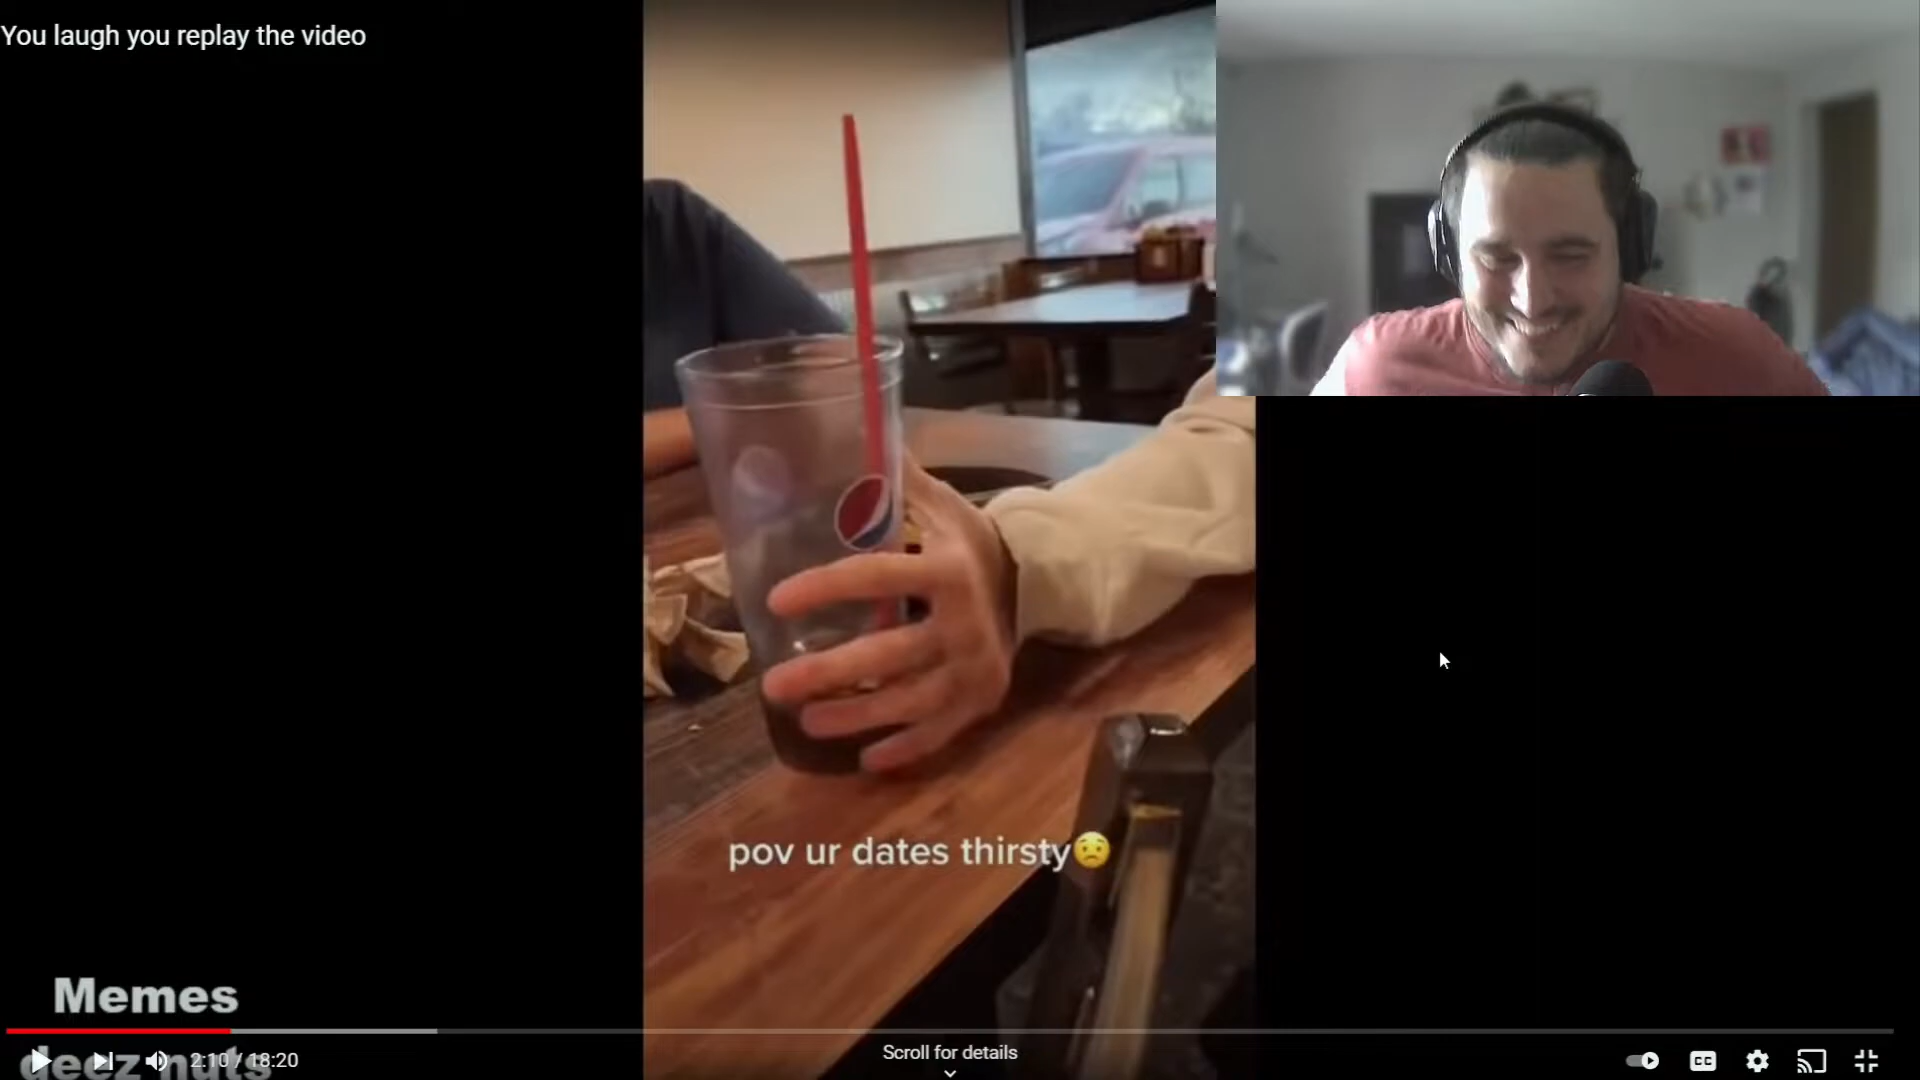 You laugh you replay the video
pov ur dates thirsty😟
Memes
deez nuts
2:10 / 18:20
Scroll for details
CC